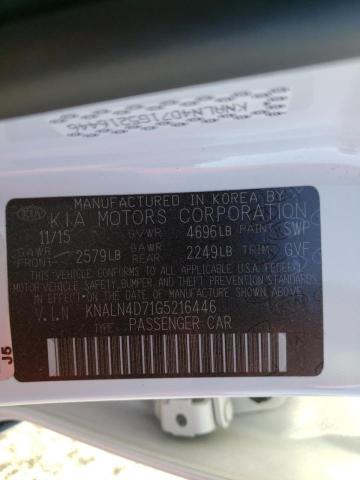 KNALN4D71G5216446
KIA
MANUFACTURED IN KOREA BY
KIA MOTORS CORPORATION
11/15 GVWR 4696LB PAINT SWP
GAWR FRONT 2579LB GAWR REAR 2249LB TRIM GVF
THIS VEHICLE CONFORMS TO ALL APPLICABLE FEDERAL
MOTOR VEHICLE SAFETY, BUMPER, AND THEFT PREVENTION STANDARDS
IN EFFECT ON THE DATE OF MANUFACTURE SHOWN ABOVE.
V.I.N KNALN4D71G5216446
PASSENGER CAR
J5